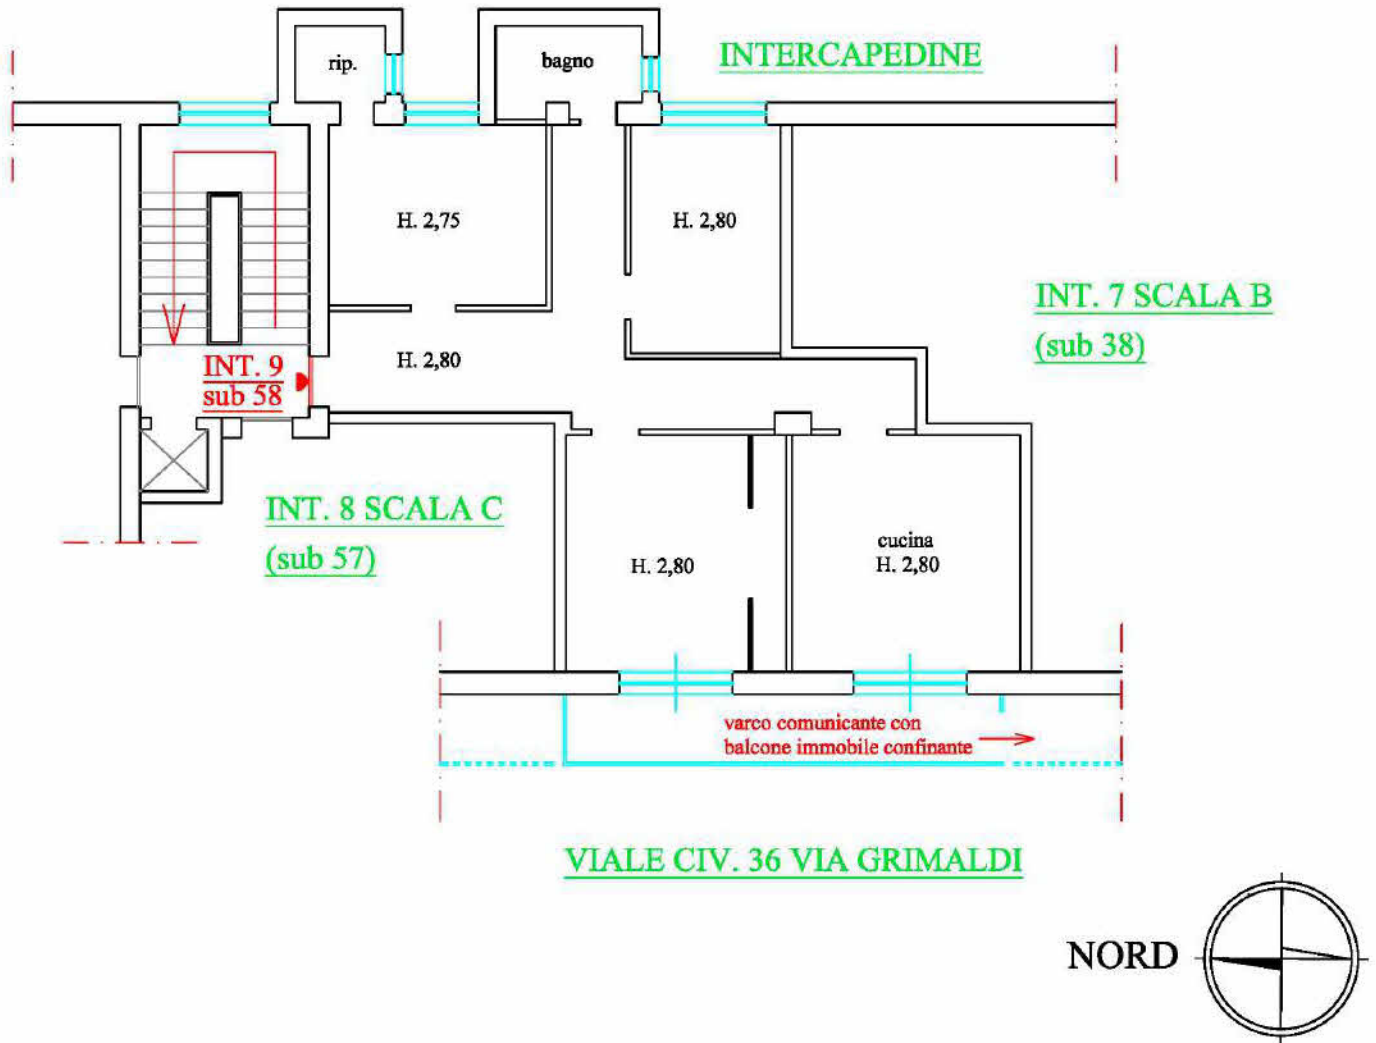 INTERCAPEDINE
rip.
bagno
H. 2,75
H. 2,80
INT. 7 SCALA B
(sub 38)
H. 2,80
INT. 9
sub 58
INT. 8 SCALA C
(sub 57)
H. 2,80
cucina
H. 2,80
varco comunicante con
balcone immobile confinante
VIALE CIV. 36 VIA GRIMALDI
NORD